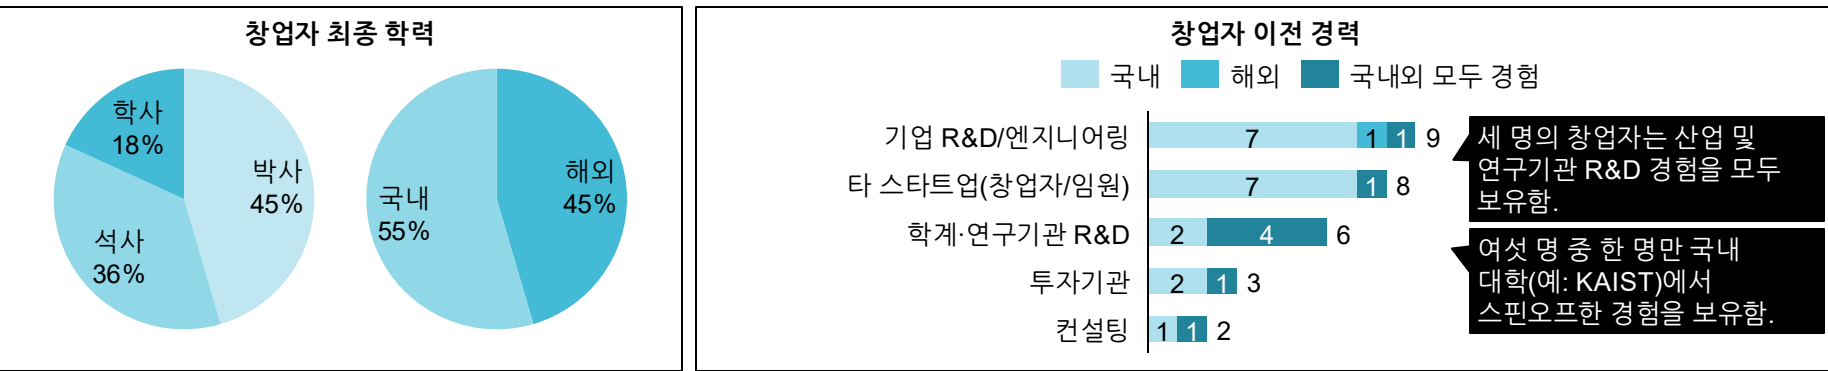 창업자 최종 학력
학사
18%
박사
45%
석사
36%
국내
55%
해외
45%
창업자 이전 경력
국내 해외 국내외 모두 경험
기업 R&D/엔지니어링 7 1 1 9
타 스타트업(창업자/임원) 7 1 8
학계·연구기관 R&D 2 4 6
투자기관 2 1 3
컨설팅 1 1 2
세 명의 창업자는 산업 및
연구기관 R&D 경험을 모두
보유함.
여섯 명 중 한 명만 국내
대학(예: KAIST)에서
스핀오프한 경험을 보유함.